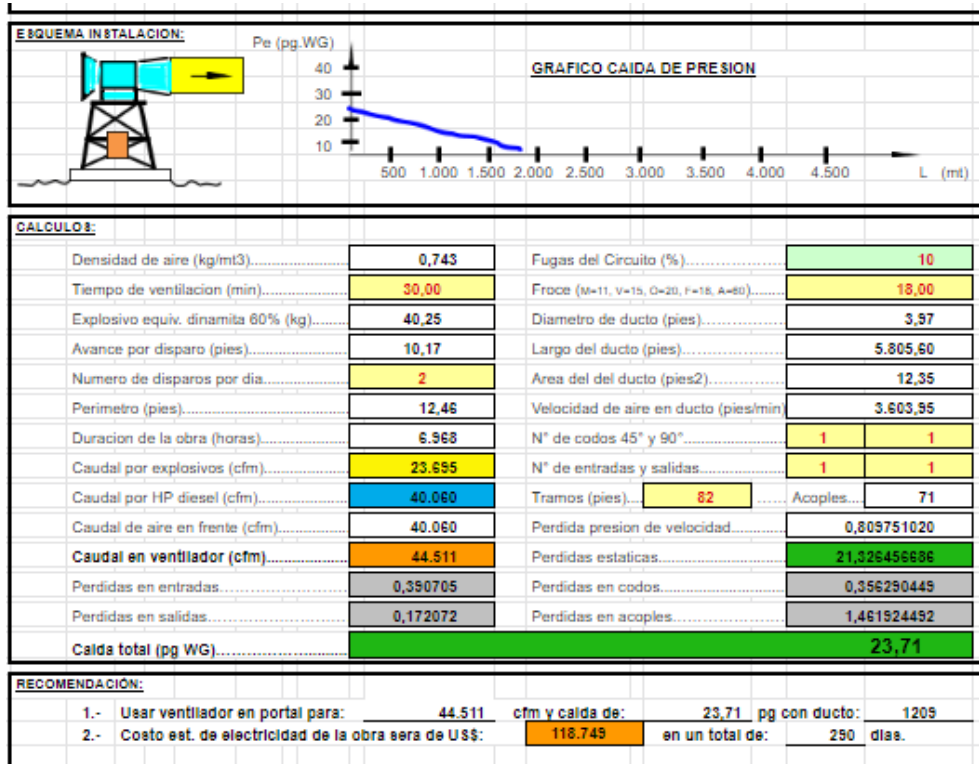 ESQUEMA INSTALACION:
Pe (pg.WG)
40
30
20
10
GRAFICO CAIDA DE PRESION
500 1.000 1.500 2.000 2.500 3.000 3.500 4.000 4.500 L (mt)
CALCULOS:
Densidad de aire (kg/mt3) 0,743 Fugas del Circuito (%) 10
Tiempo de ventilacion (min) 30,00 Froce (M=11, V=15, O=20, F=18, A=60) 18,00
Explosivo equiv. dinamita 60% (kg) 40,25 Diametro de ducto (pies) 3,97
Avance por disparo (pies) 10,17 Largo del ducto (pies) 5.805,60
Numero de disparos por dia 2 Area del del ducto (pies2) 12,35
Perimetro (pies) 12,46 Velocidad de aire en ducto (pies/min) 3.603,95
Duracion de la obra (horas) 6.968 N° de codos 45° y 90° 1 1
Caudal por explosivos (cfm) 23.695 N° de entradas y salidas 1 1
Caudal por HP diesel (cfm) 40.060 Tramos (pies) 82 Acoples 71
Caudal de aire en frente (cfm) 40.060 Perdida presion de velocidad 0,809751020
Caudal en ventilador (cfm) 44.511 Perdidas estaticas 21,326456686
Perdidas en entradas 0,390705 Perdidas en codos 0,356290449
Perdidas en salidas 0,172072 Perdidas en acoples 1,461924492
Caida total (pg WG) 23,71
RECOMENDACIÓN:
1.- Usar ventilador en portal para: 44.511 cfm y caida de: 23,71 pg con ducto: 1209
2.- Costo est. de electricidad de la obra sera de US$: 118.749 en un total de: 290 dias.